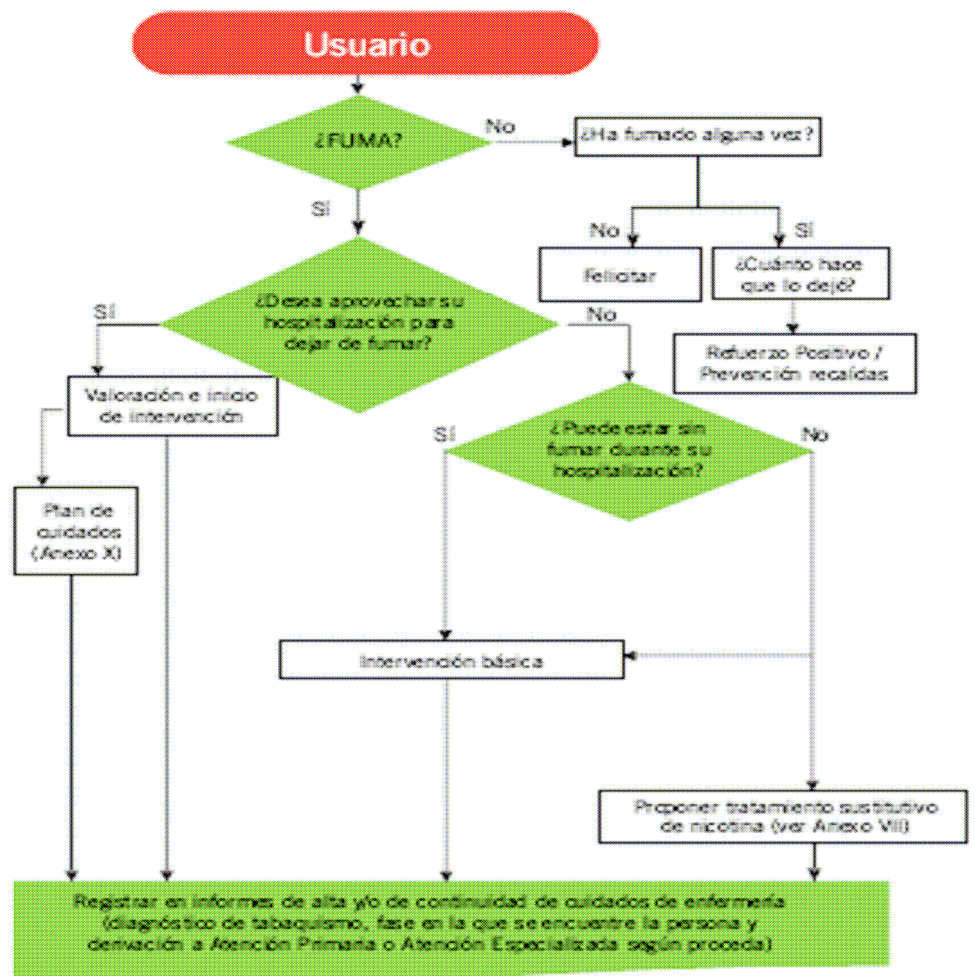 Usuario
¿FUMA?
No
¿Ha fumado alguna vez?
Sí
No
Sí
Felicitar
¿Cuánto hace
que lo dejó?
¿Desea aprovechar su
hospitalización para
dejar de fumar?
Sí
No
Refuerzo Positivo /
Prevención recaídas
Valoración e inicio
de intervención
¿Puede estar sin
fumar durante su
hospitalización?
Sí
No
Plan de
cuidados
(Anexo X)
Intervención básica
Proponer tratamiento sustitutivo
de nicotina (ver Anexo VII)
Registrar en informes de alta y/o de continuidad de cuidados de enfermería
(diagnóstico de tabaquismo, fase en la que se encuentre la persona y
derivación a Atención Primaria o Atención Especializada según proceda)